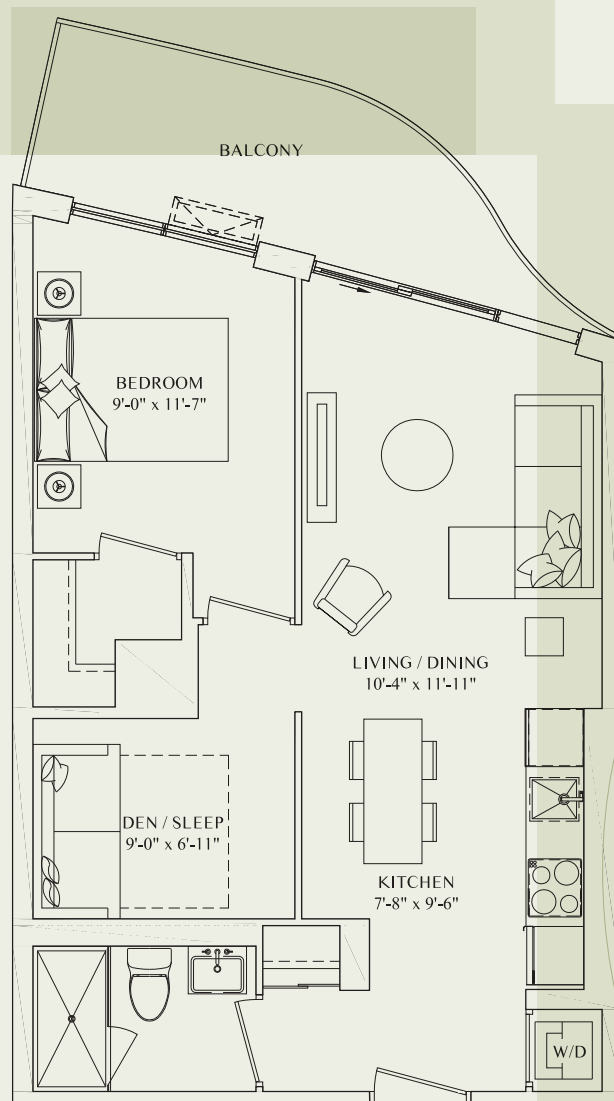 BALCONY
BEDROOM
9'-0" x 11'-7"
LIVING / DINING
10'-4" x 11'-11"
DEN / SLEEP
9'-0" x 6'-11"
KITCHEN
7'-8" x 9'-6"
W/D